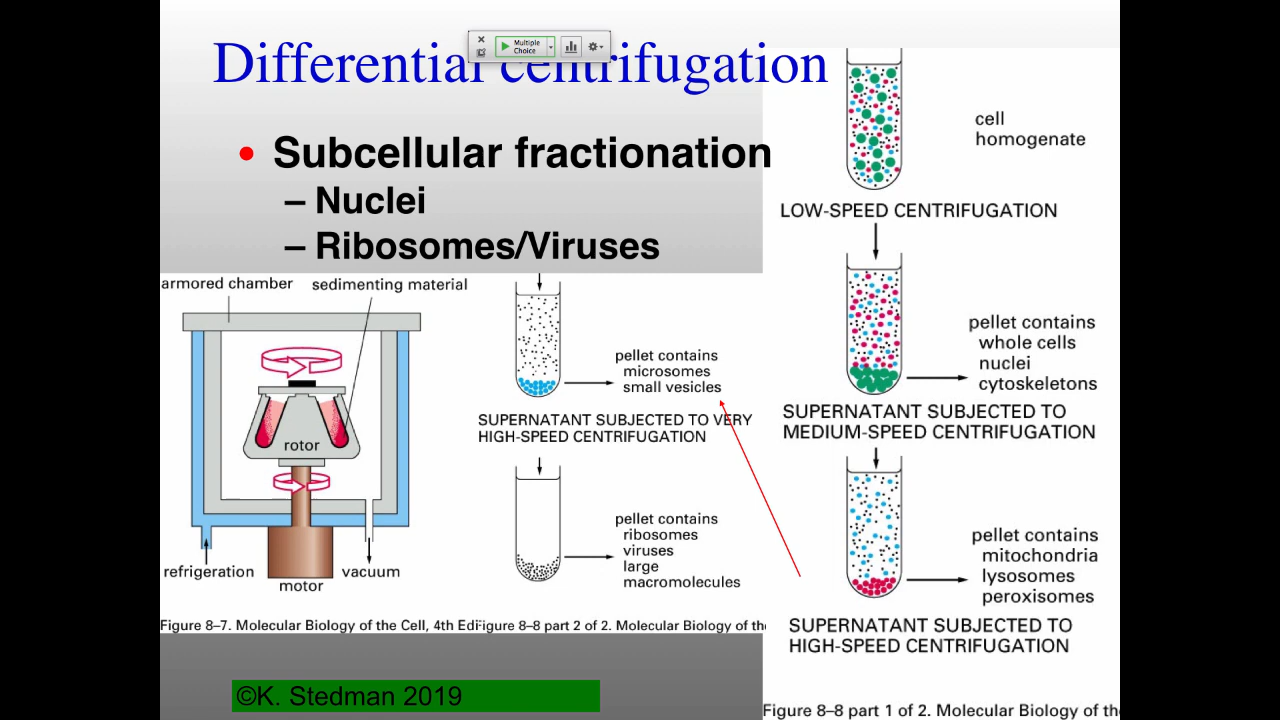 Differential centrifugation
Multiple
Choice
• Subcellular fractionation
– Nuclei
– Ribosomes/Viruses
cell
homogenate
LOW-SPEED CENTRIFUGATION
pellet contains
whole cells
nuclei
cytoskeletons
SUPERNATANT SUBJECTED TO
MEDIUM-SPEED CENTRIFUGATION
pellet contains
mitochondria
lysosomes
peroxisomes
SUPERNATANT SUBJECTED TO
HIGH-SPEED CENTRIFUGATION
Figure 8–8 part 1 of 2. Molecular Biology of
armored chamber
sedimenting material
rotor
refrigeration
motor
vacuum
Figure 8–7. Molecular Biology of the Cell, 4th
pellet contains
microsomes
small vesicles
SUPERNATANT SUBJECTED TO VERY
HIGH-SPEED CENTRIFUGATION
pellet contains
ribosomes
viruses
large
macromolecules
Figure 8–8 part 2 of 2. Molecular Biology of
©K. Stedman 2019